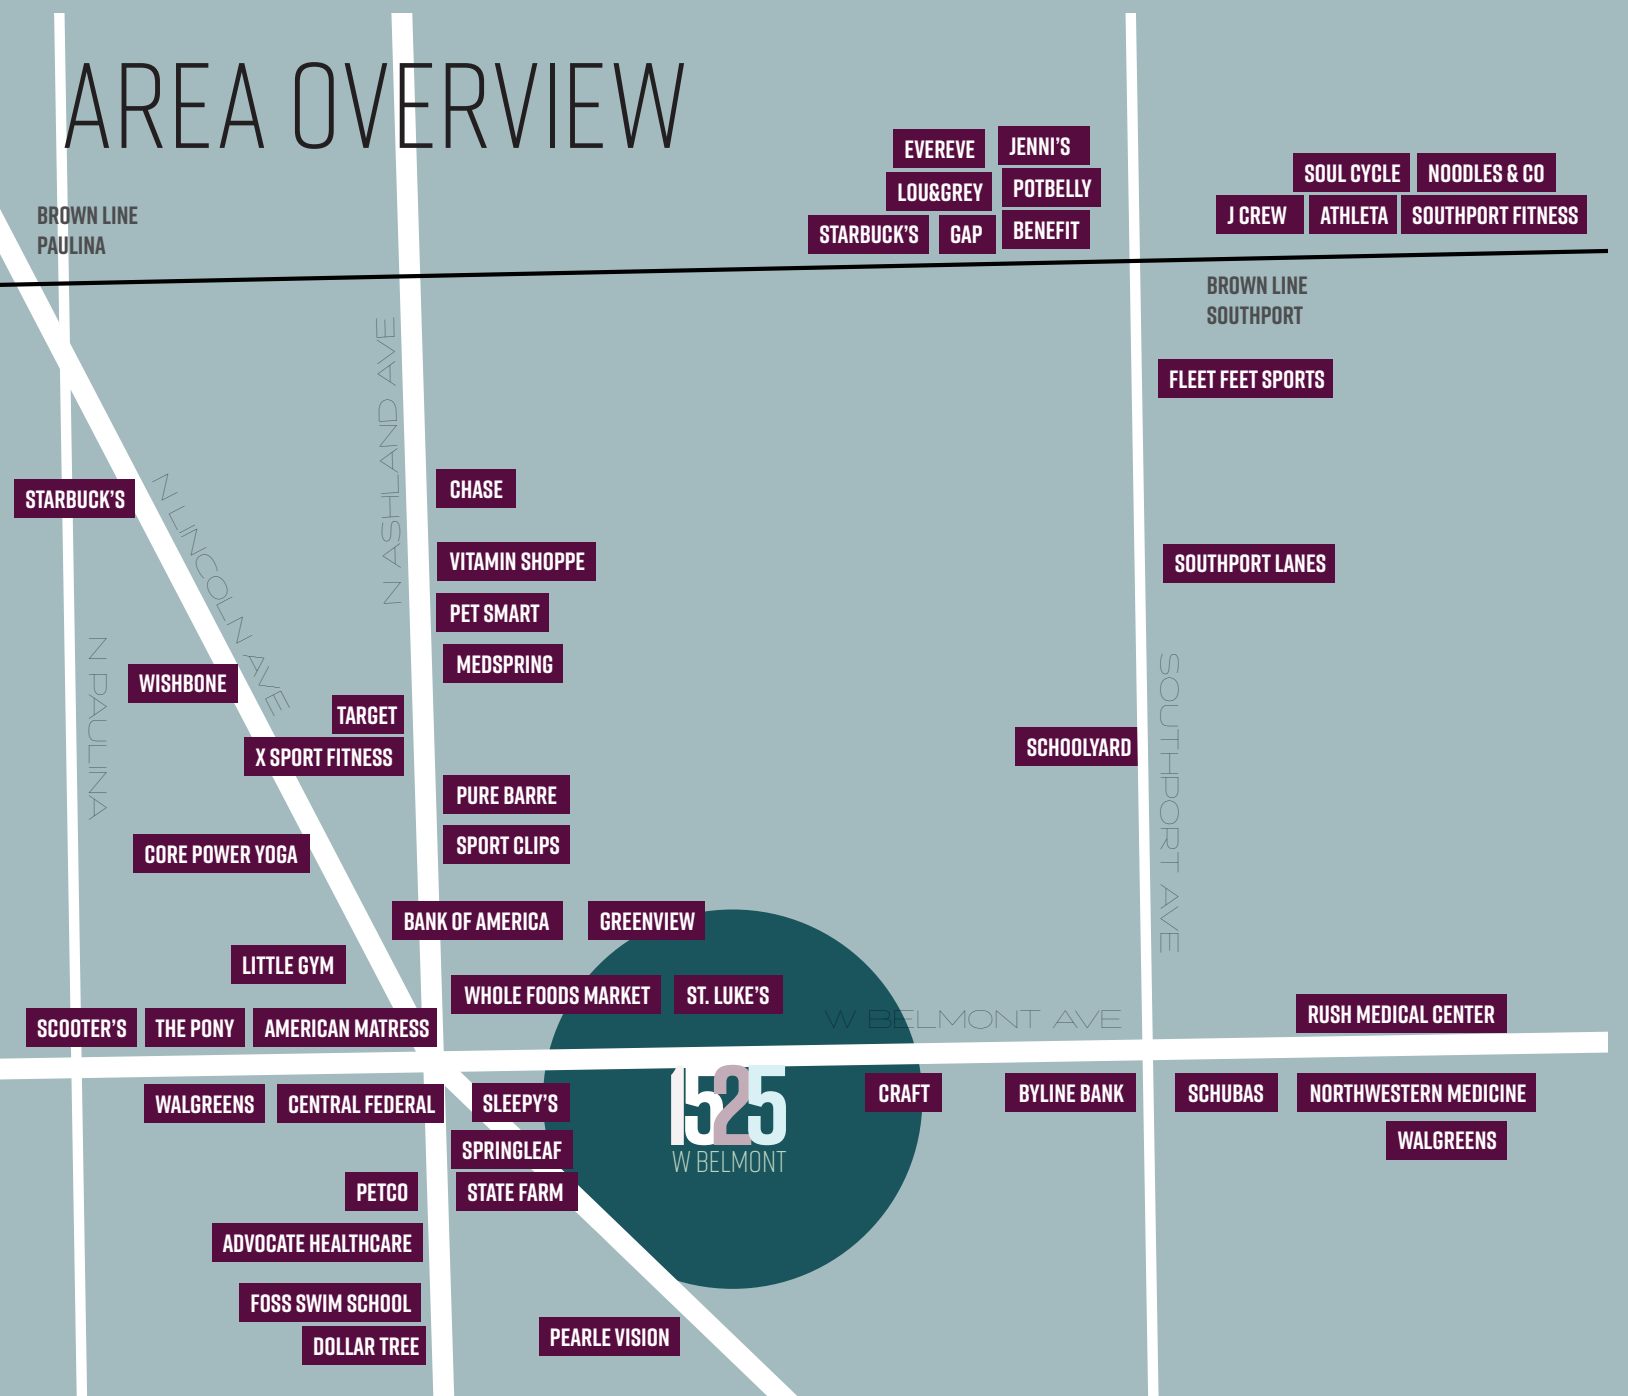 AREA OVERVIEW
EVEREVE
JENNI'S
LOU&GREY
POTBELLY
STARBUCK'S
GAP
BENEFIT
SOUL CYCLE
NOODLES & CO
J CREW
ATHLETA
SOUTHPORT FITNESS
BROWN LINE
PAULINA
BROWN LINE
SOUTHPORT
FLEET FEET SPORTS
N ASHLAND AVE
STARBUCK'S
N LINCOLN AVE
CHASE
VITAMIN SHOPPE
SOUTHPORT LANES
PET SMART
MEDSPRING
N PAULINA
WISHBONE
TARGET
X SPORT FITNESS
SCHOOLYARD
SOUTHPORT AVE
PURE BARRE
SPORT CLIPS
CORE POWER YOGA
BANK OF AMERICA
GREENVIEW
LITTLE GYM
WHOLE FOODS MARKET
ST. LUKE'S
SCOOTER'S
THE PONY
AMERICAN MATRESS
W BELMONT AVE
RUSH MEDICAL CENTER
WALGREENS
CENTRAL FEDERAL
SLEEPY'S
1525
W BELMONT
CRAFT
BYLINE BANK
SCHUBAS
NORTHWESTERN MEDICINE
WALGREENS
SPRINGLEAF
PETCO
STATE FARM
ADVOCATE HEALTHCARE
FOSS SWIM SCHOOL
DOLLAR TREE
PEARLE VISION